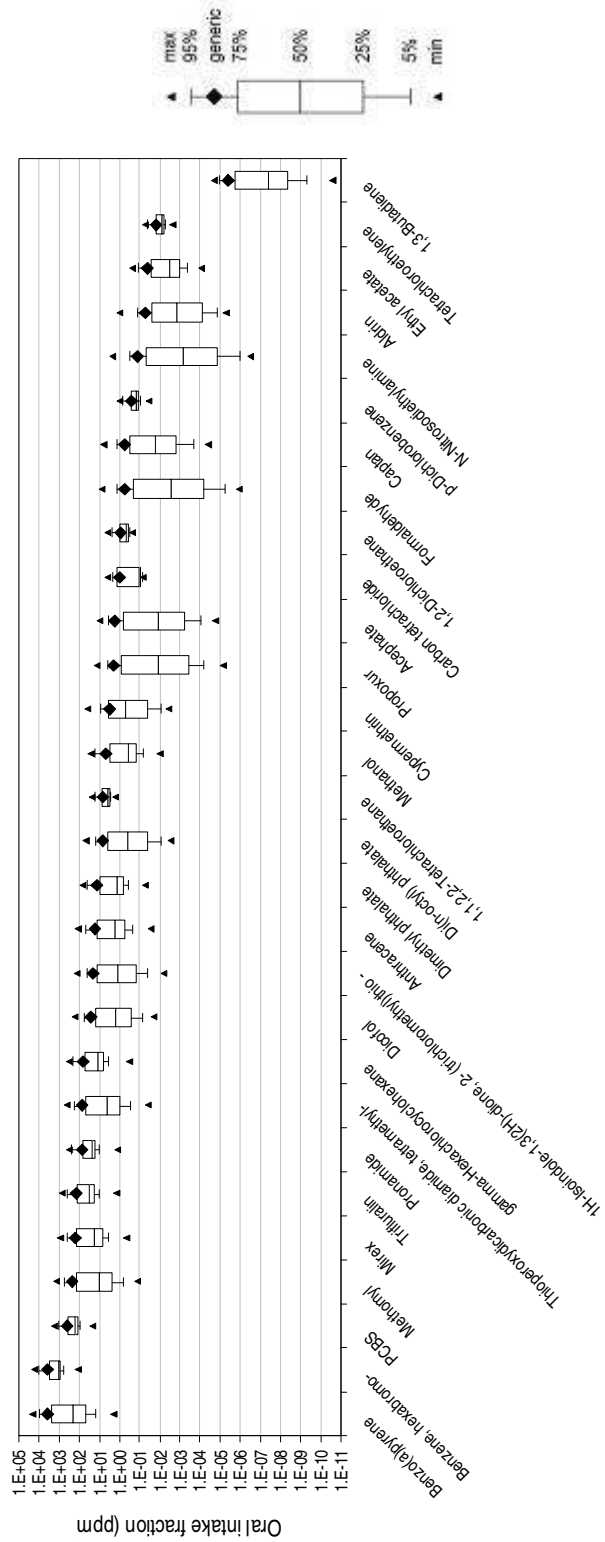 Oral intake fraction (ppm)
1.E+05
1.E+04
1.E+03
1.E+02
1.E+01
1.E+00
1.E-01
1.E-02
1.E-03
1.E-04
1.E-05
1.E-06
1.E-07
1.E-08
1.E-09
1.E-10
1.E-11
Benzo(a)pyrene
Benzene, hexabromo-
PCBS
Methomyl
Mirex
Trifluralin
Pronamide
Thioperoxydicarbonic diamide, tetramethyl-
gamma-Hexachlorocyclohexane
Dicofol
1H-Isoindole-1,3(2H)-dione, 2- (trichloromethyl)thio -
Anthracene
Dimethyl phthalate
Di(n-octyl) phthalate
1,1,2,2-Tetrachloroethane
Methanol
Cypermethrin
Propoxur
Acephate
Carbon tetrachloride
1,2-Dichloroethane
Formaldehyde
Captan
p-Dichlorobenzene
N-Nitrosodiethylamine
Aldrin
Ethyl acetate
Tetrachloroethylene
1,3-Butadiene
max
95%
generic
75%
50%
25%
5%
min